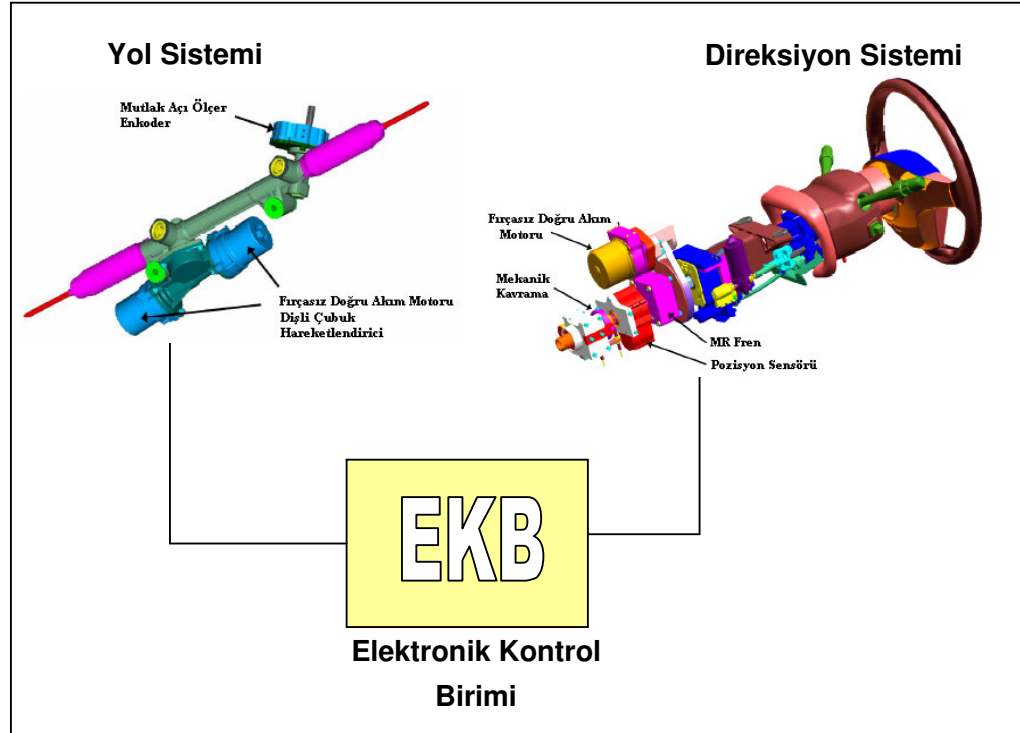 Yol Sistemi
Direksiyon Sistemi
Mutlak Açı Ölçer
Enkoder
Fırçasız Doğru Akım
Motoru
Mekanik
Kavrama
Fırçasız Doğru Akım Motoru
Dişli Çubuk
Hareketlendirici
MR Fren
Pozisyon Sensörü
EKB
Elektronik Kontrol
Birimi